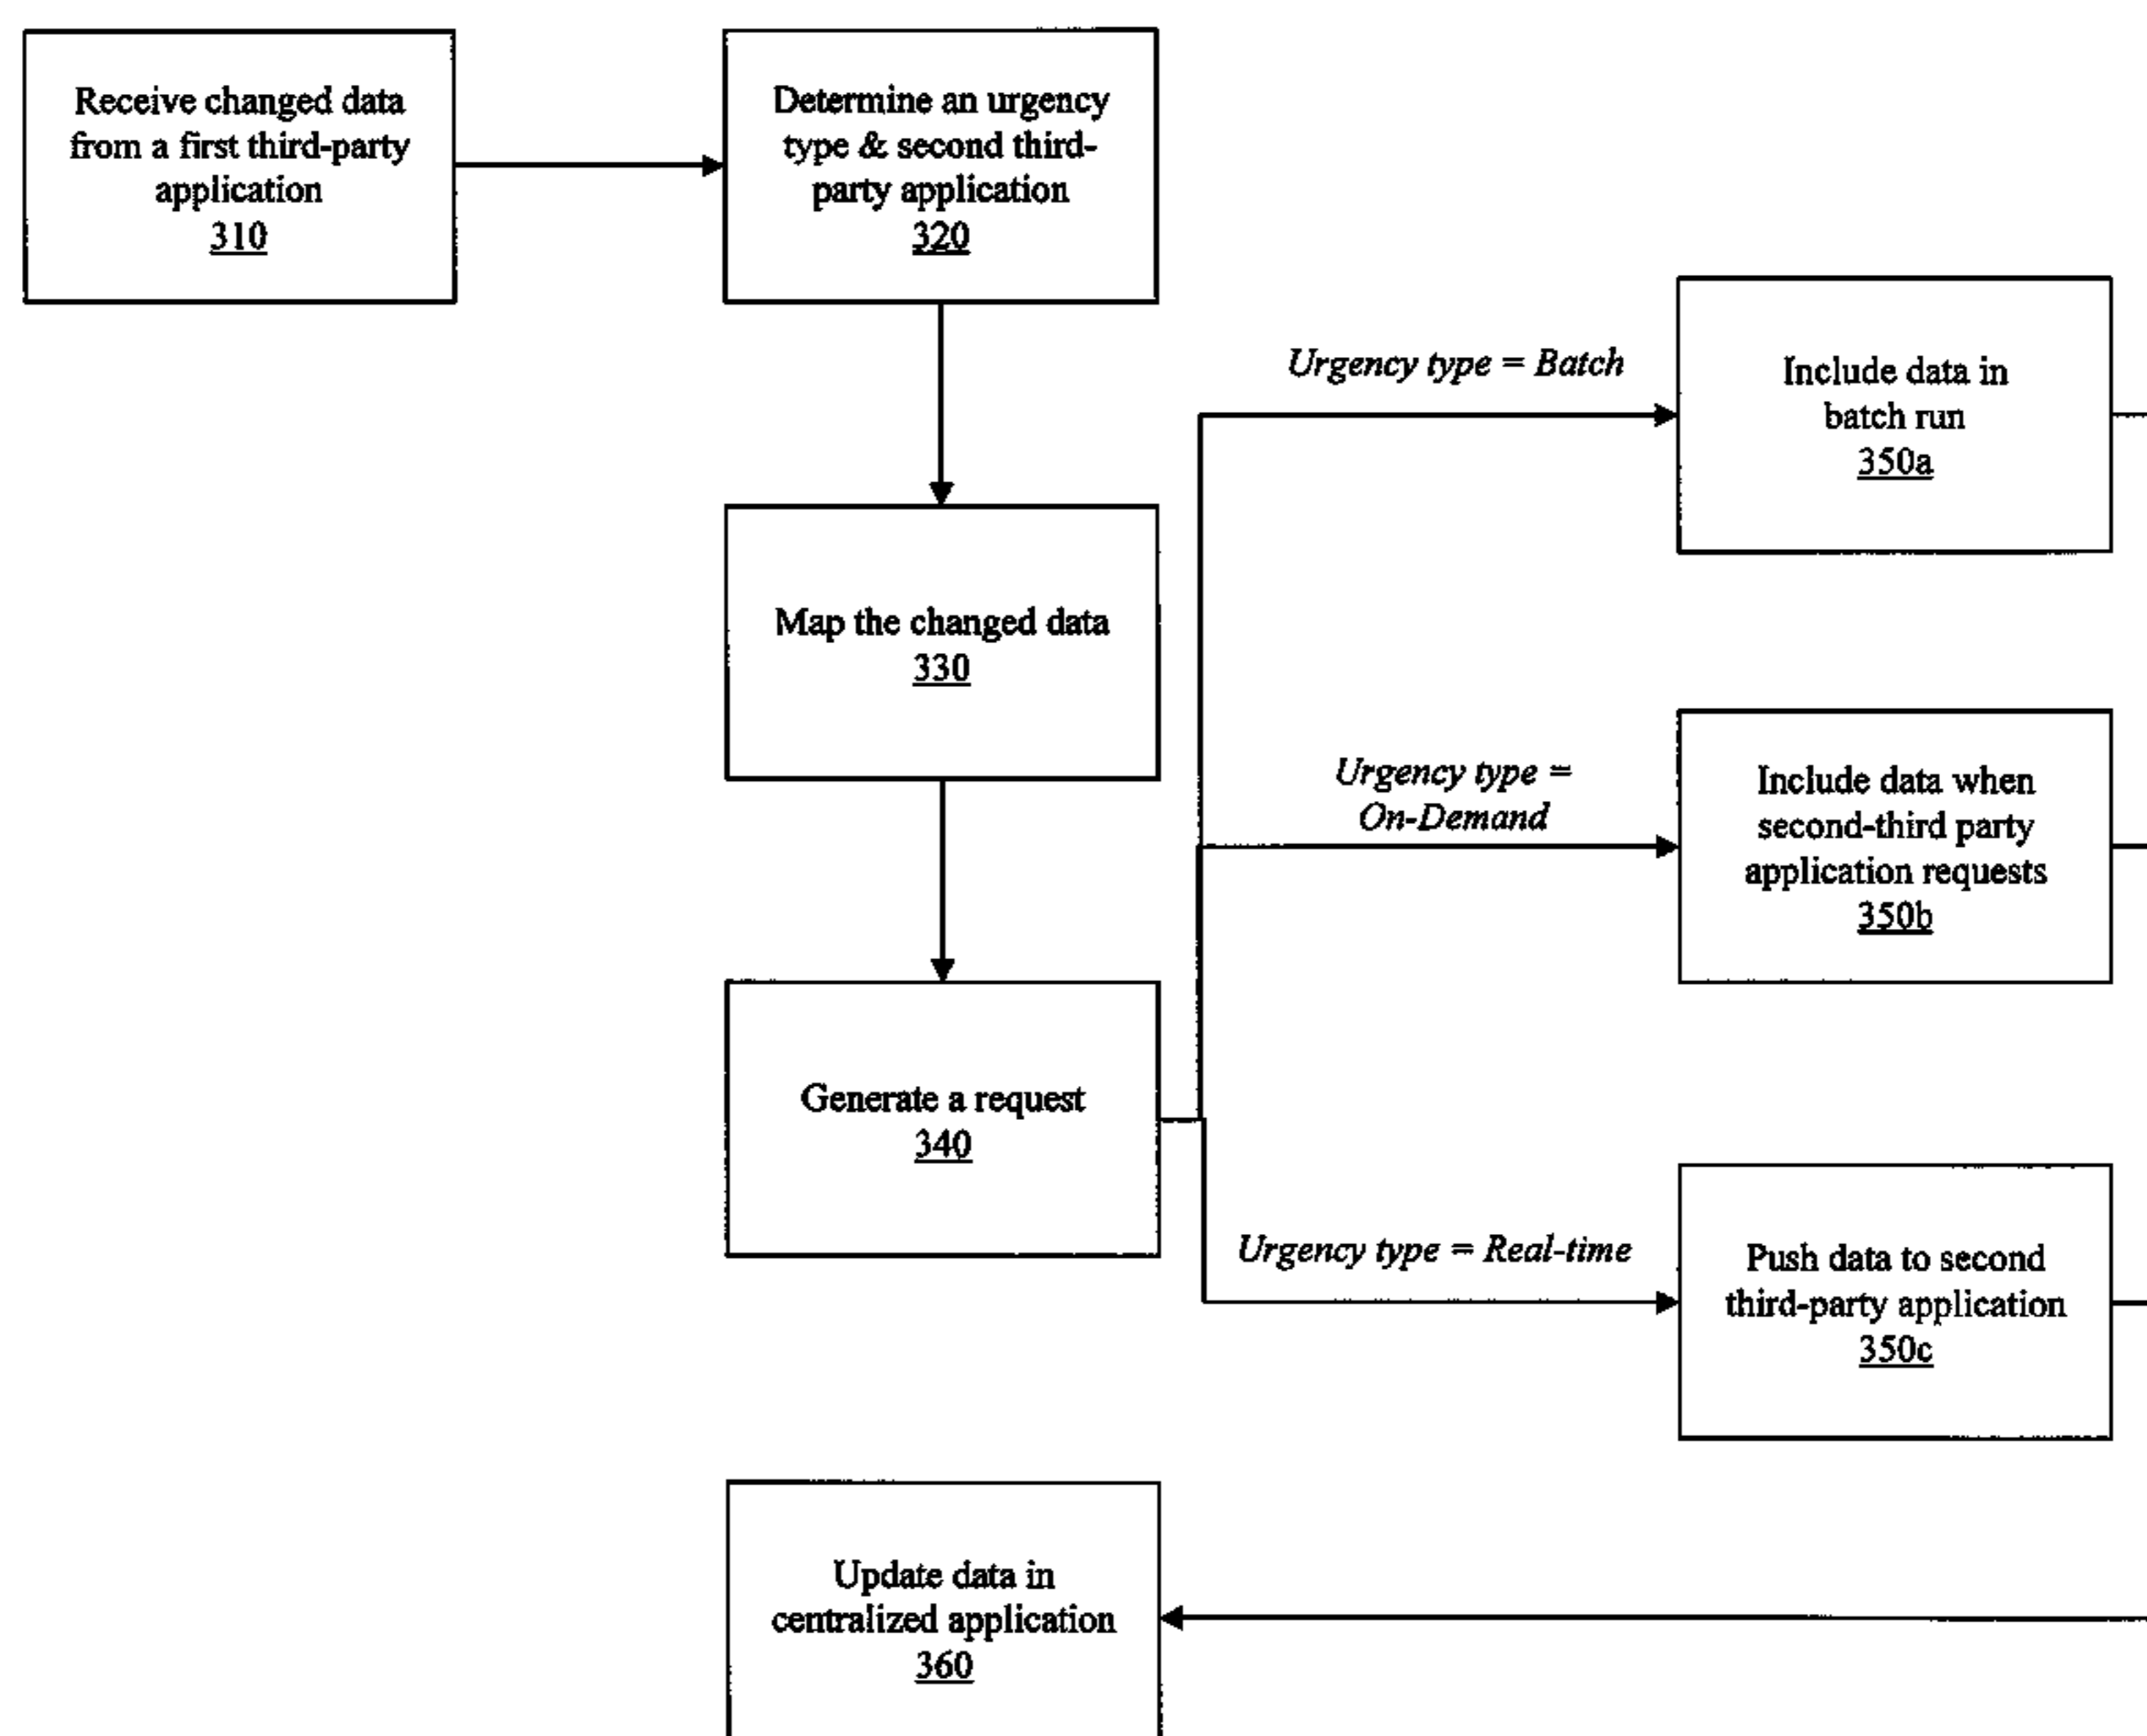 Receive changed data
from a first third-party
application
310
Determine an urgency
type & second third-
party application
320
Map the changed data
330
Generate a request
340
Urgency type = Batch
Include data in
batch run
350a
Urgency type =
On-Demand
Include data when
second-third party
application requests
350b
Urgency type = Real-time
Push data to second
third-party application
350c
Update data in
centralized application
360